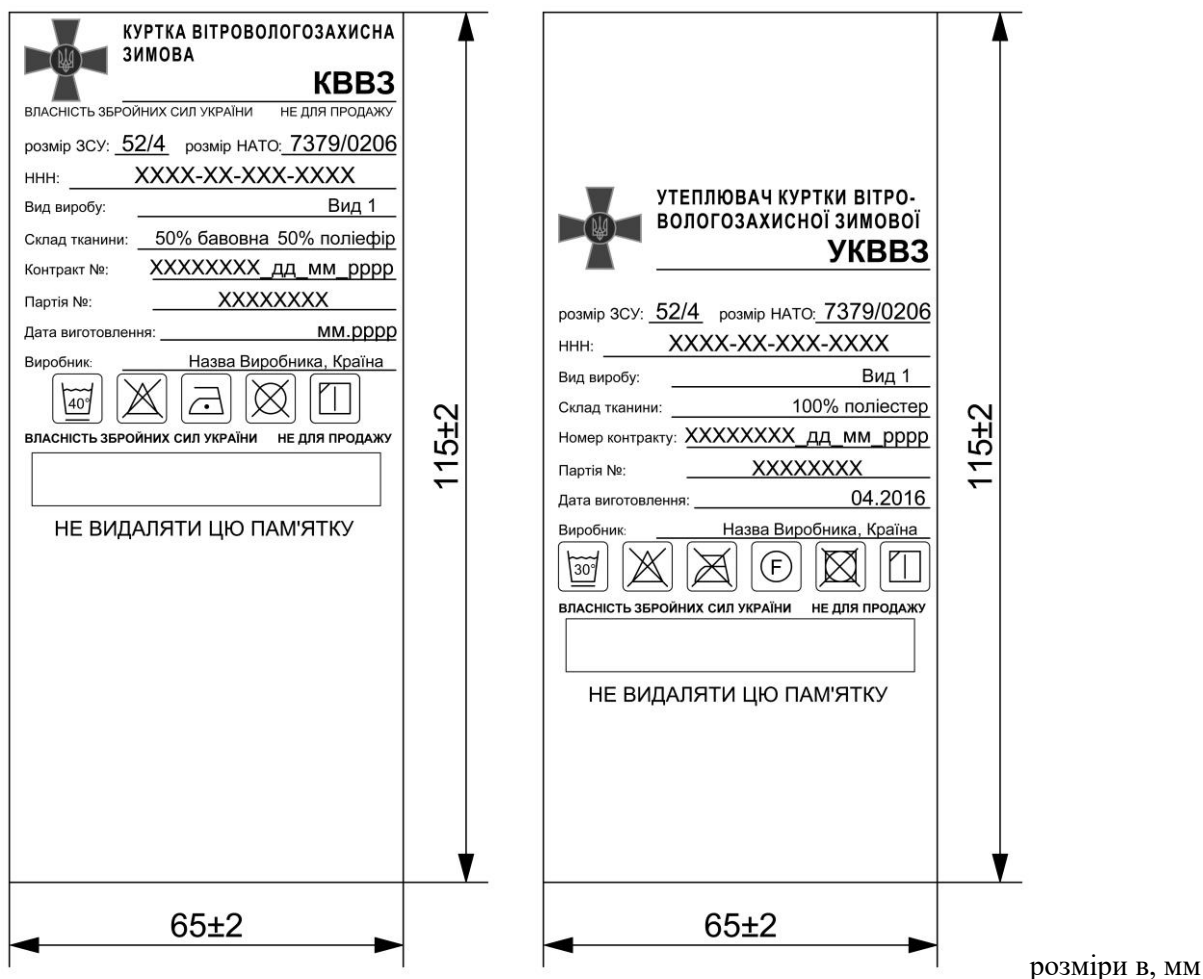 КУРТКА ВІТРОВОЛОГОЗАХИСНА
ЗИМОВА
КВВЗ
ВЛАСНІСТЬ ЗБРОЙНИХ СИЛ УКРАЇНИ НЕ ДЛЯ ПРОДАЖУ
розмір ЗСУ: 52/4 розмір НАТО: 7379/0206
ННН: XXXX-XX-XXX-XXXX
Вид виробу: Вид 1
Склад тканини: 50% бавовна 50% поліефір
Контракт №: XXXXXXXX_дд_мм_рррр
Партія №: XXXXXXXX
Дата виготовлення: мм.рррр
Виробник: Назва Виробника, Країна
40°
ВЛАСНІСТЬ ЗБРОЙНИХ СИЛ УКРАЇНИ НЕ ДЛЯ ПРОДАЖУ
НЕ ВИДАЛЯТИ ЦЮ ПАМ'ЯТКУ
115±2
65±2
УТЕПЛЮВАЧ КУРТКИ ВІТРО-
ВОЛОГОЗАХИСНОЇ ЗИМОВОЇ
УКВВЗ
розмір ЗСУ: 52/4 розмір НАТО: 7379/0206
ННН: XXXX-XX-XXX-XXXX
Вид виробу: Вид 1
Склад тканини: 100% поліестер
Номер контракту: XXXXXXXX_дд_мм_рррр
Партія №: XXXXXXXX
Дата виготовлення: 04.2016
Виробник: Назва Виробника, Країна
30° F
ВЛАСНІСТЬ ЗБРОЙНИХ СИЛ УКРАЇНИ НЕ ДЛЯ ПРОДАЖУ
НЕ ВИДАЛЯТИ ЦЮ ПАМ'ЯТКУ
115±2
65±2
розміри в, мм